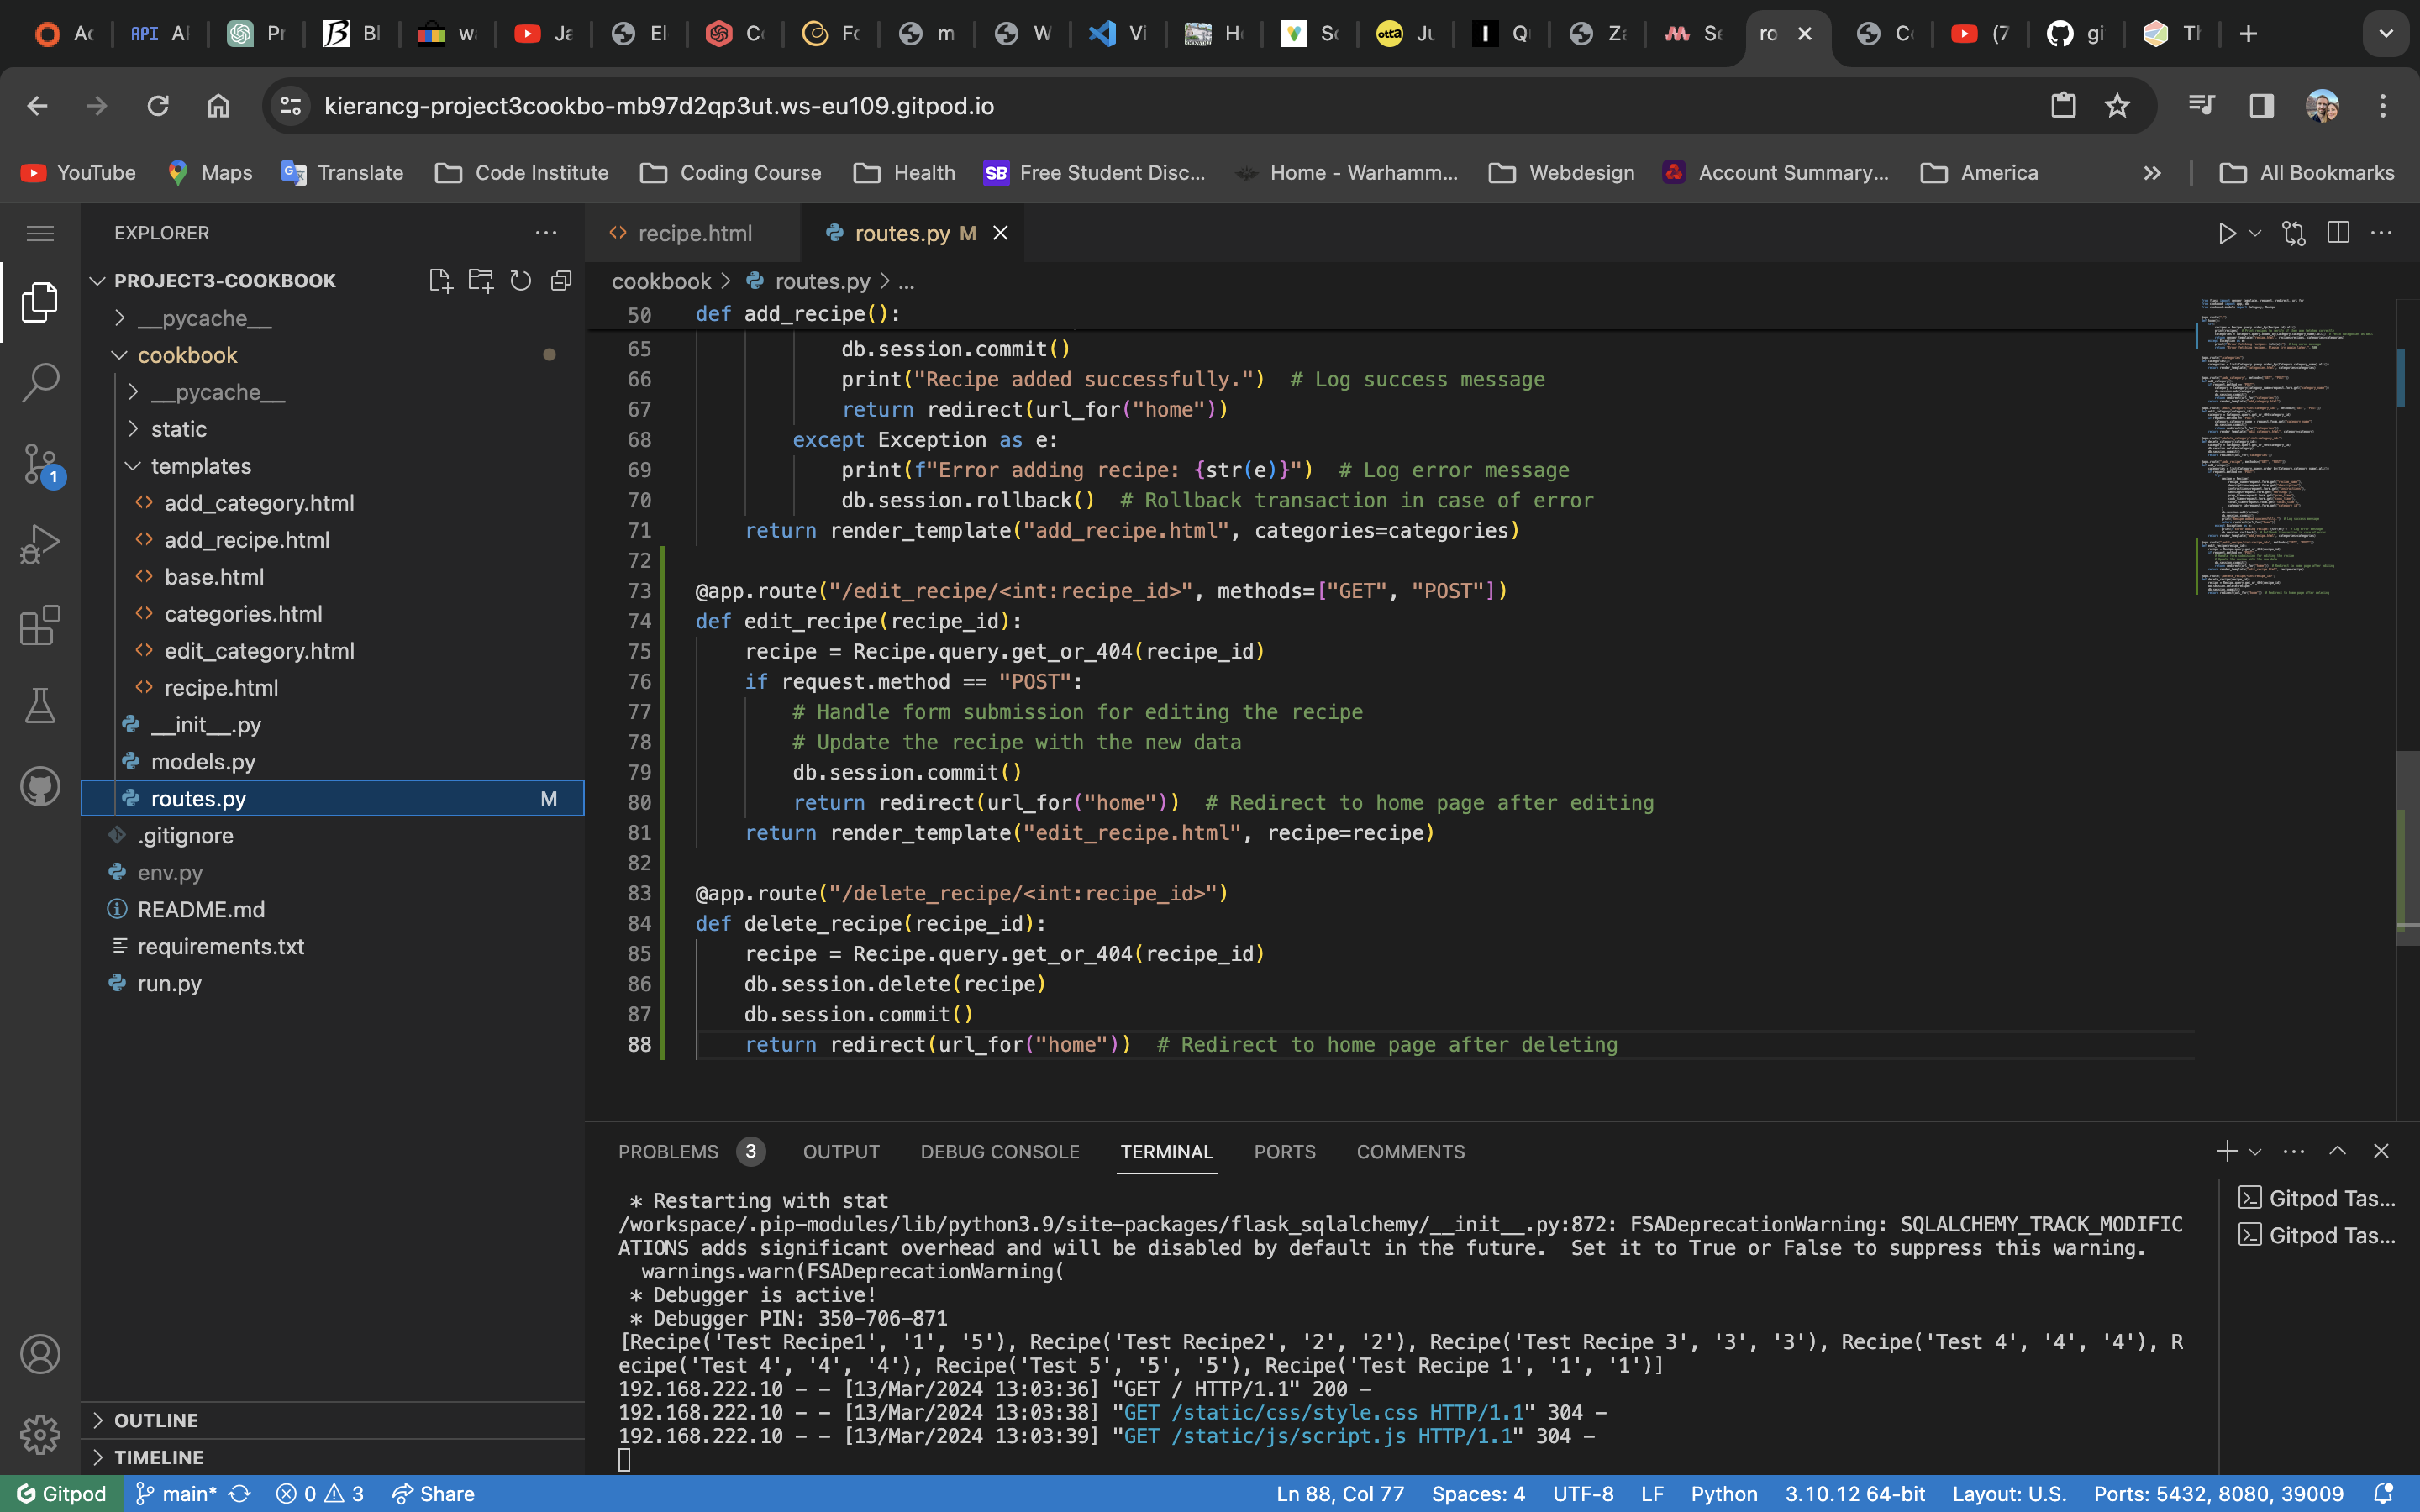 Ac
API Al
Pr
Bl
wa
Ja
El
Co
Fo
m
W
Vi
Ho
Sc
otta Ju
Qu
Za
Se
ro
Co
(7
gi
Th
kierancg-project3cookbo-mb97d2qp3ut.ws-eu109.gitpod.io
YouTube
Maps
Translate
Code Institute
Coding Course
Health
SB Free Student Disc...
Home - Warhamm...
Webdesign
Account Summary...
America
All Bookmarks
EXPLORER
PROJECT3-COOKBOOK
__pycache__
cookbook
__pycache__
static
templates
add_category.html
add_recipe.html
base.html
categories.html
edit_category.html
recipe.html
__init__.py
models.py
routes.py M
.gitignore
env.py
README.md
requirements.txt
run.py
OUTLINE
TIMELINE
1
recipe.html
routes.py M
cookbook > routes.py > ...
50 def add_recipe():
65 db.session.commit()
66 print("Recipe added successfully.")  # Log success message
67 return redirect(url_for("home"))
68 except Exception as e:
69 print(f"Error adding recipe: {str(e)}")  # Log error message
70 db.session.rollback()  # Rollback transaction in case of error
71 return render_template("add_recipe.html", categories=categories)
72
73 @app.route("/edit_recipe/<int:recipe_id>", methods=["GET", "POST"])
74 def edit_recipe(recipe_id):
75 recipe = Recipe.query.get_or_404(recipe_id)
76 if request.method == "POST":
77 # Handle form submission for editing the recipe
78 # Update the recipe with the new data
79 db.session.commit()
80 return redirect(url_for("home"))  # Redirect to home page after editing
81 return render_template("edit_recipe.html", recipe=recipe)
82
83 @app.route("/delete_recipe/<int:recipe_id>")
84 def delete_recipe(recipe_id):
85 recipe = Recipe.query.get_or_404(recipe_id)
86 db.session.delete(recipe)
87 db.session.commit()
88 return redirect(url_for("home"))  # Redirect to home page after deleting
PROBLEMS 3 OUTPUT DEBUG CONSOLE TERMINAL PORTS COMMENTS
* Restarting with stat
/workspace/.pip-modules/lib/python3.9/site-packages/flask_sqlalchemy/__init__.py:872: FSADeprecationWarning: SQLALCHEMY_TRACK_MODIFIC
ATIONS adds significant overhead and will be disabled by default in the future.  Set it to True or False to suppress this warning.
warnings.warn(FSADeprecationWarning(
* Debugger is active!
* Debugger PIN: 350-706-871
[Recipe('Test Recipe1', '1', '5'), Recipe('Test Recipe2', '2', '2'), Recipe('Test Recipe 3', '3', '3'), Recipe('Test 4', '4', '4'), R
ecipe('Test 4', '4', '4'), Recipe('Test 5', '5', '5'), Recipe('Test Recipe 1', '1', '1')]
192.168.222.10 - - [13/Mar/2024 13:03:36] "GET / HTTP/1.1" 200 -
192.168.222.10 - - [13/Mar/2024 13:03:38] "GET /static/css/style.css HTTP/1.1" 304 -
192.168.222.10 - - [13/Mar/2024 13:03:39] "GET /static/js/script.js HTTP/1.1" 304 -
Gitpod Tas...
Gitpod Tas...
Gitpod main* 0 3 Share Ln 88, Col 77 Spaces: 4 UTF-8 LF Python 3.10.12 64-bit Layout: U.S. Ports: 5432, 8080, 39009